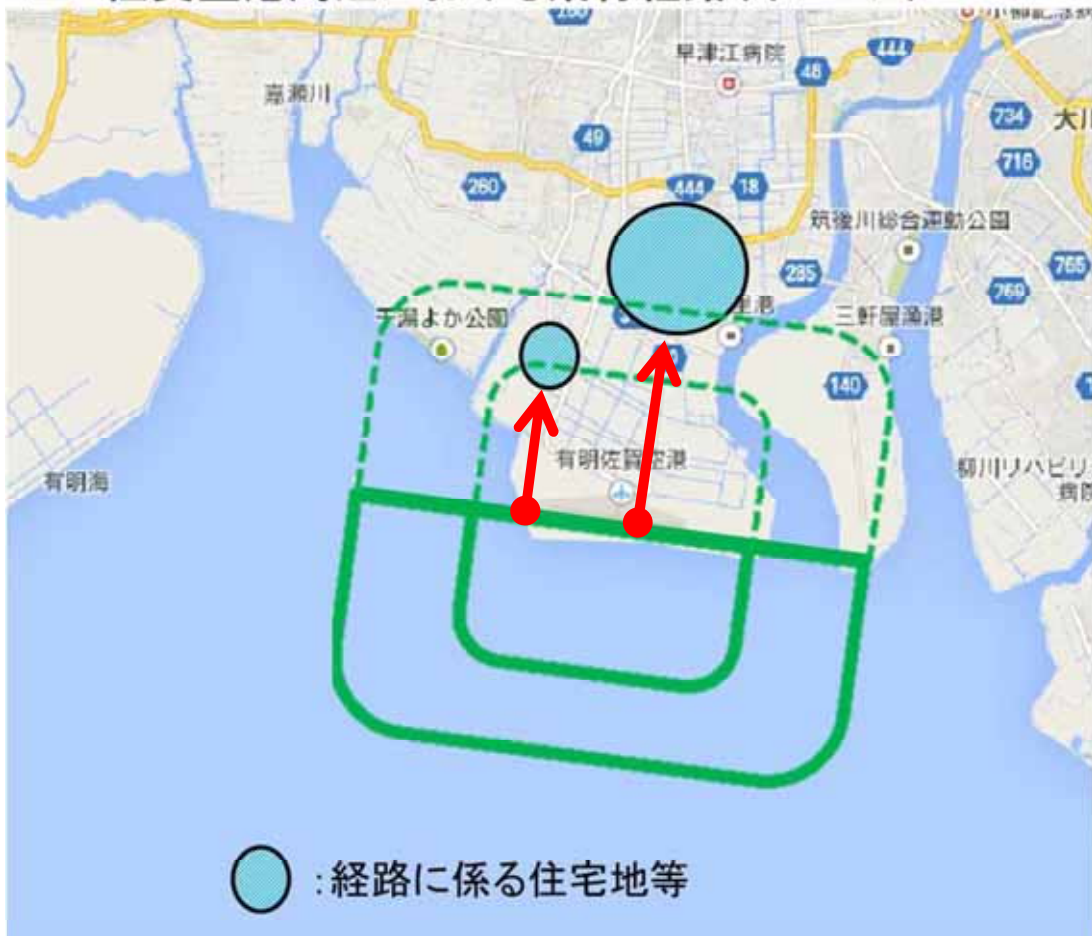 早津江病院
444
48
嘉瀬川
49
734
大川
716
260
444
18
筑後川総合運動公園
285
765
769
干潟よか公園
三軒屋漁港
140
有明佐賀空港
有明海
柳川リハビリ
病院
:経路に係る住宅地等